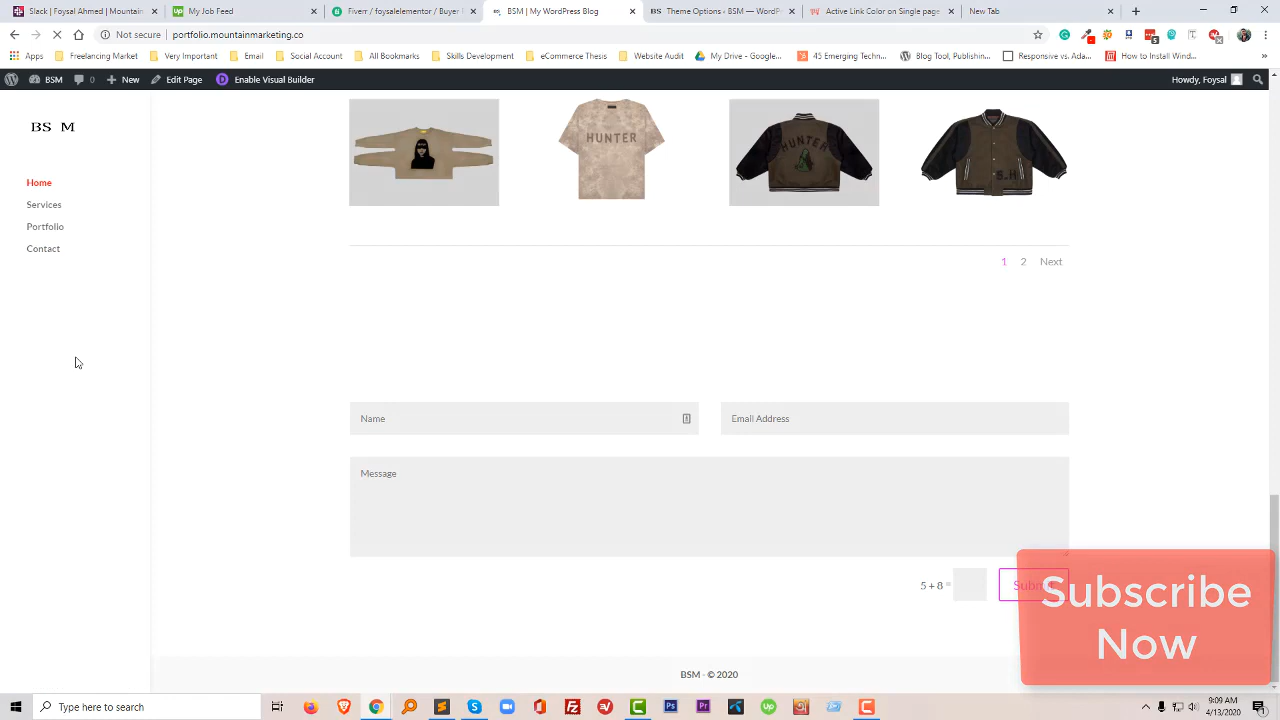 Slack | Foysal Ahmed | Mountain
My Job Feed
Fiverr / foysalelementor / Buyer
BSM | My WordPress Blog
Theme Options ‹ BSM — WordP
Active Link Color on Single page
New Tab
Not secure | portfolio.mountainmarketing.co
Apps
Freelancing Market
Very Important
Email
Social Account
All Bookmarks
Skills Development
eCommerce Thesis
Website Audit
My Drive - Google...
45 Emerging Techn...
Blog Tool, Publishin...
Responsive vs. Ada...
How to Install Win...
BSM
0
New
Edit Page
Enable Visual Builder
Howdy, Foysal
BS M
Home
Services
Portfolio
Contact
HUNTER
HUNTER
S.H
1 2 Next
Name
Email Address
Message
5 + 8 =
Submit
Subscribe
Now
BSM - © 2020
Type here to search
9:09 AM
4/13/2020